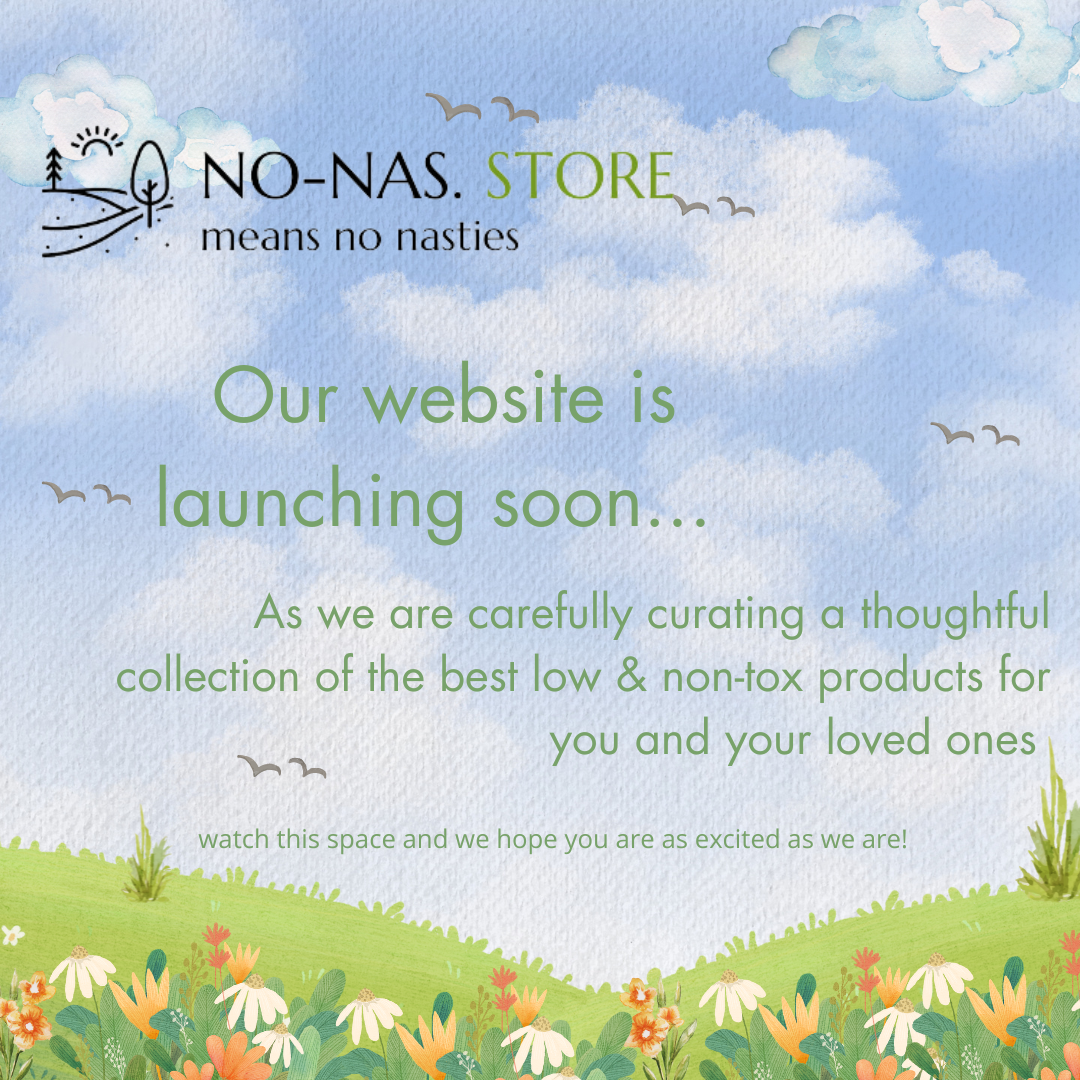 NO-NAS. STORE
means no nasties
Our website is
launching soon...
As we are carefully curating a thoughtful
collection of the best low & non-tox products for
you and your loved ones
watch this space and we hope you are as excited as we are!